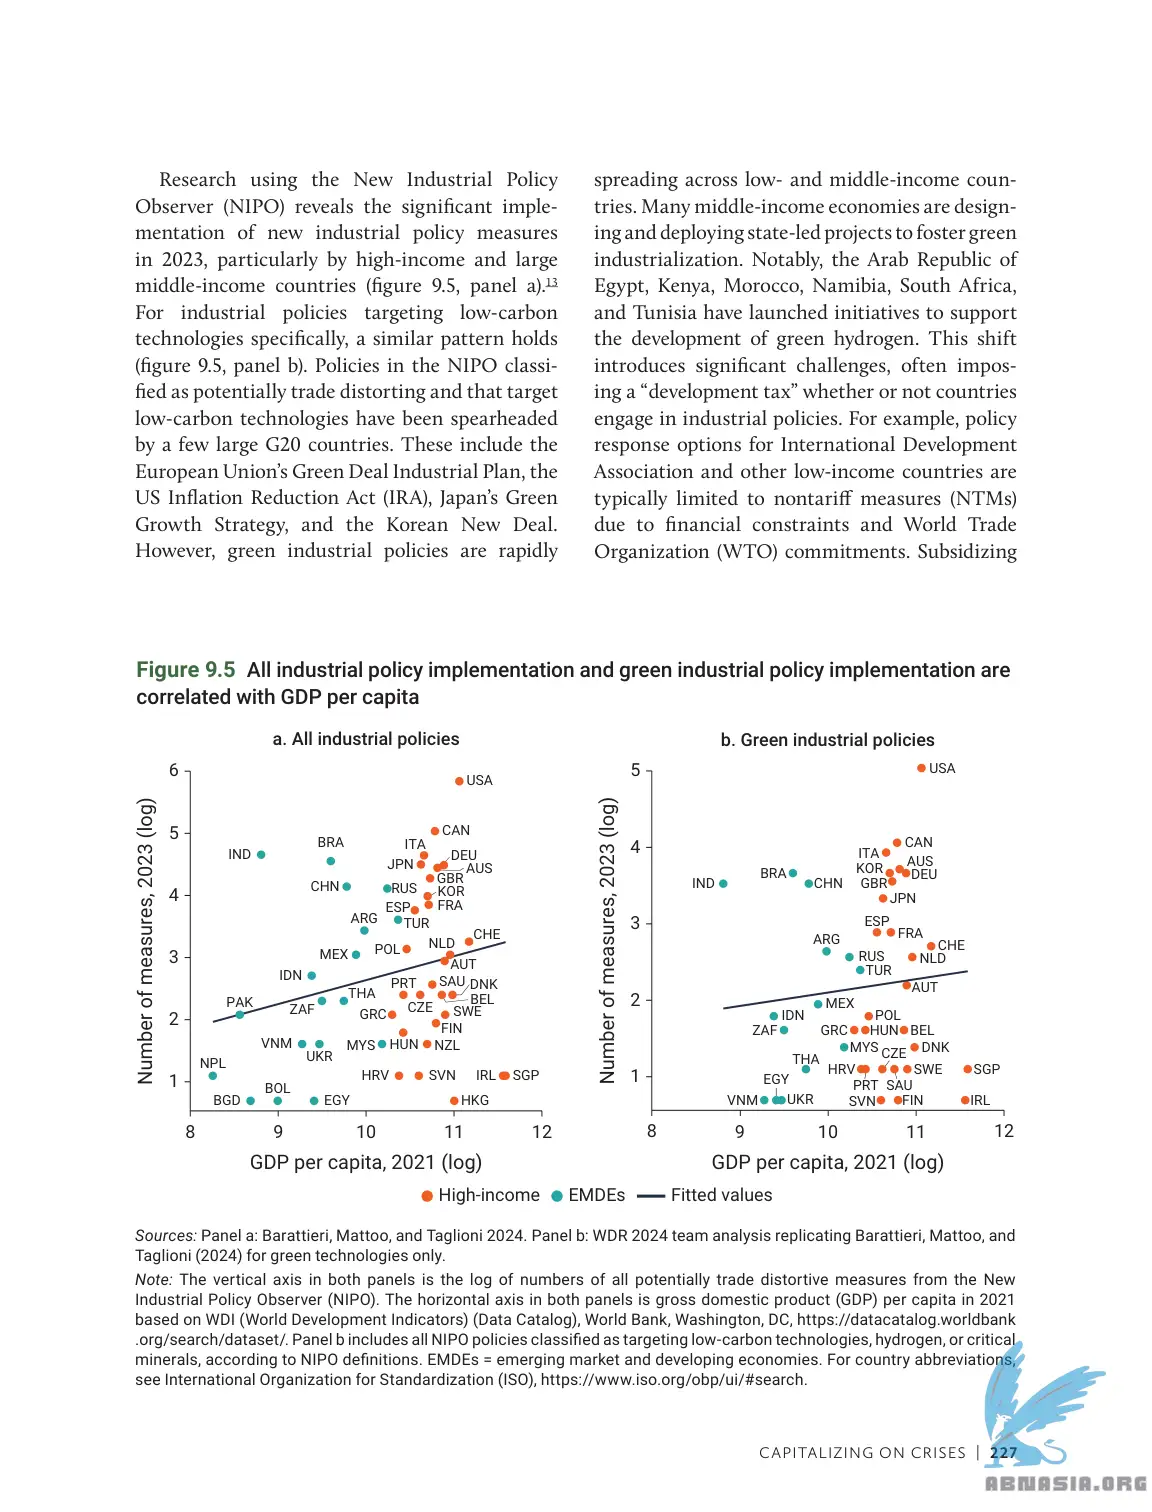 Research using the New Industrial Policy
Observer (NIPO) reveals the significant imple-
mentation of new industrial policy measures
in 2023, particularly by high-income and large
middle-income countries (figure 9.5, panel a).13
For industrial policies targeting low-carbon
technologies specifically, a similar pattern holds
(figure 9.5, panel b). Policies in the NIPO classi-
fied as potentially trade distorting and that target
low-carbon technologies have been spearheaded
by a few large G20 countries. These include the
European Union’s Green Deal Industrial Plan, the
US Inflation Reduction Act (IRA), Japan’s Green
Growth Strategy, and the Korean New Deal.
However, green industrial policies are rapidly
spreading across low- and middle-income coun-
tries. Many middle-income economies are design-
ing and deploying state-led projects to foster green
industrialization. Notably, the Arab Republic of
Egypt, Kenya, Morocco, Namibia, South Africa,
and Tunisia have launched initiatives to support
the development of green hydrogen. This shift
introduces significant challenges, often impos-
ing a “development tax” whether or not countries
engage in industrial policies. For example, policy
response options for International Development
Association and other low-income countries are
typically limited to nontariff measures (NTMs)
due to financial constraints and World Trade
Organization (WTO) commitments. Subsidizing
Figure 9.5 All industrial policy implementation and green industrial policy implementation are
correlated with GDP per capita
a. All industrial policies
Number of measures, 2023 (log)
6
5
4
3
2
1
USA
CAN
BRA
IND
ITA
DEU
JPN
AUS
GBR
CHN
RUS
KOR
ESP
FRA
ARG
TUR
CHE
NLD
POL
MEX
AUT
IDN
PRT
SAU
DNK
THA
BEL
PAK
ZAF
CZE
SWE
GRC
FIN
VNM
UKR
MYS
HUN
NZL
NPL
HRV
SVN
IRL
SGP
BOL
BGD
EGY
HKG
8
9
10
11
12
GDP per capita, 2021 (log)
b. Green industrial policies
Number of measures, 2023 (log)
5
4
3
2
1
USA
CAN
ITA
AUS
KOR
DEU
BRA
IND
CHN
GBR
JPN
ESP
FRA
ARG
CHE
RUS
NLD
TUR
AUT
MEX
IDN
POL
ZAF
GRC
HUN
BEL
MYS
CZE
DNK
THA
HRV
SWE
SGP
EGY
PRT
SAU
VNM
UKR
SVN
FIN
IRL
8
9
10
11
12
GDP per capita, 2021 (log)
High-income EMDEs Fitted values
Sources: Panel a: Barattieri, Mattoo, and Taglioni 2024. Panel b: WDR 2024 team analysis replicating Barattieri, Mattoo, and
Taglioni (2024) for green technologies only.
Note: The vertical axis in both panels is the log of numbers of all potentially trade distortive measures from the New
Industrial Policy Observer (NIPO). The horizontal axis in both panels is gross domestic product (GDP) per capita in 2021
based on WDI (World Development Indicators) (Data Catalog), World Bank, Washington, DC, https://datacatalog.worldbank
.org/search/dataset/. Panel b includes all NIPO policies classified as targeting low-carbon technologies, hydrogen, or critical
minerals, according to NIPO definitions. EMDEs = emerging market and developing economies. For country abbreviations,
see International Organization for Standardization (ISO), https://www.iso.org/obp/ui/#search.
CAPITALIZING ON CRISES | 227
ABNASIA.ORG